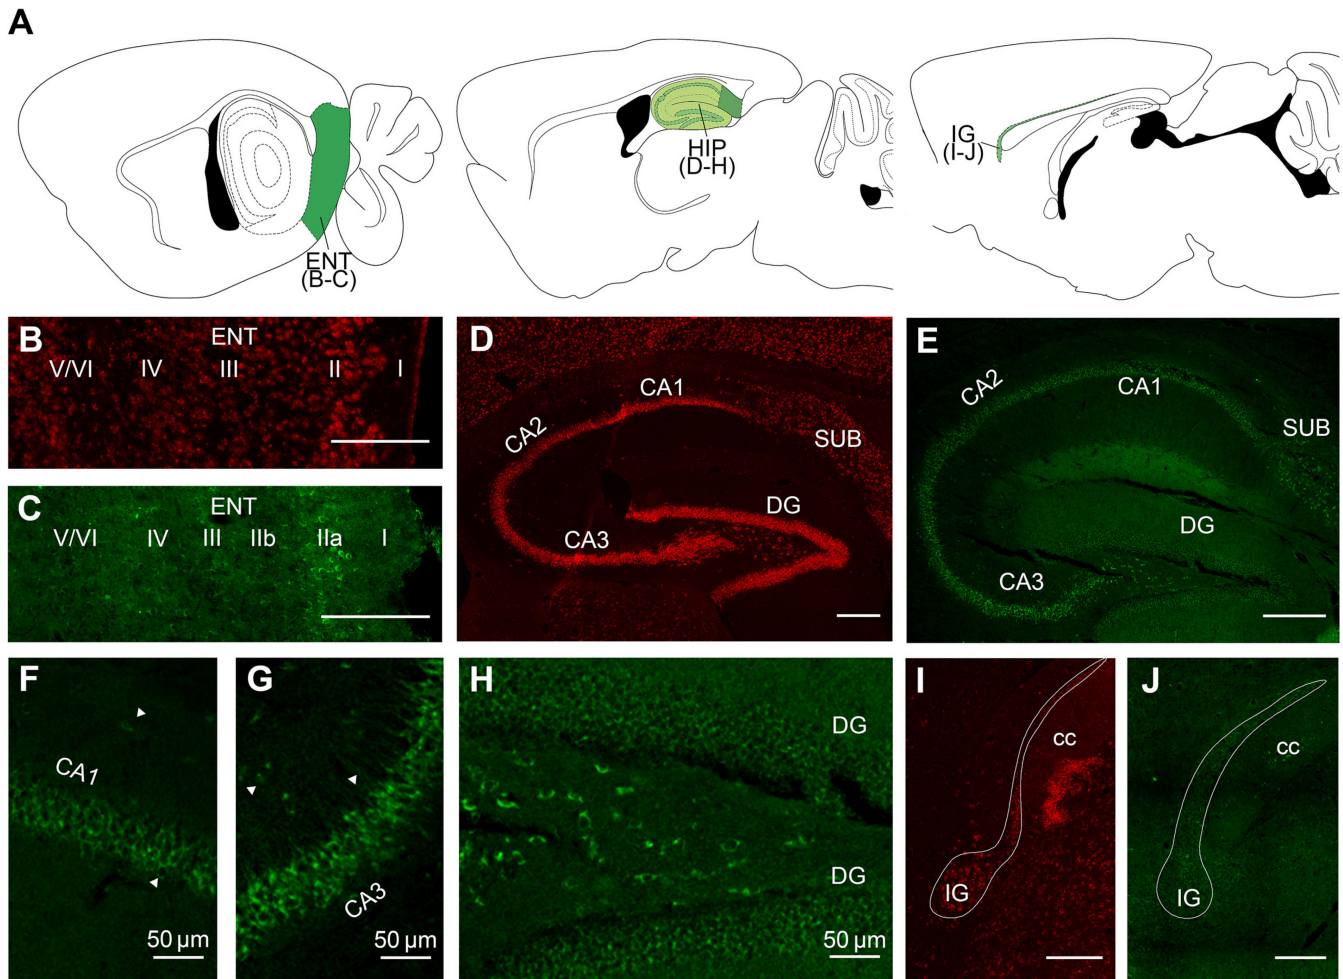 A
ENT
(B-C)
HIP
(D-H)
IG
(I-J)
B
ENT
V/VI IV III II I
C
ENT
V/VI IV III IIb IIa I
D
CA1
CA2
SUB
DG
CA3
E
CA2
CA1
SUB
DG
CA3
F
CA1
50 µm
G
CA3
50 µm
H
DG
DG
50 µm
I
cc
IG
J
cc
IG